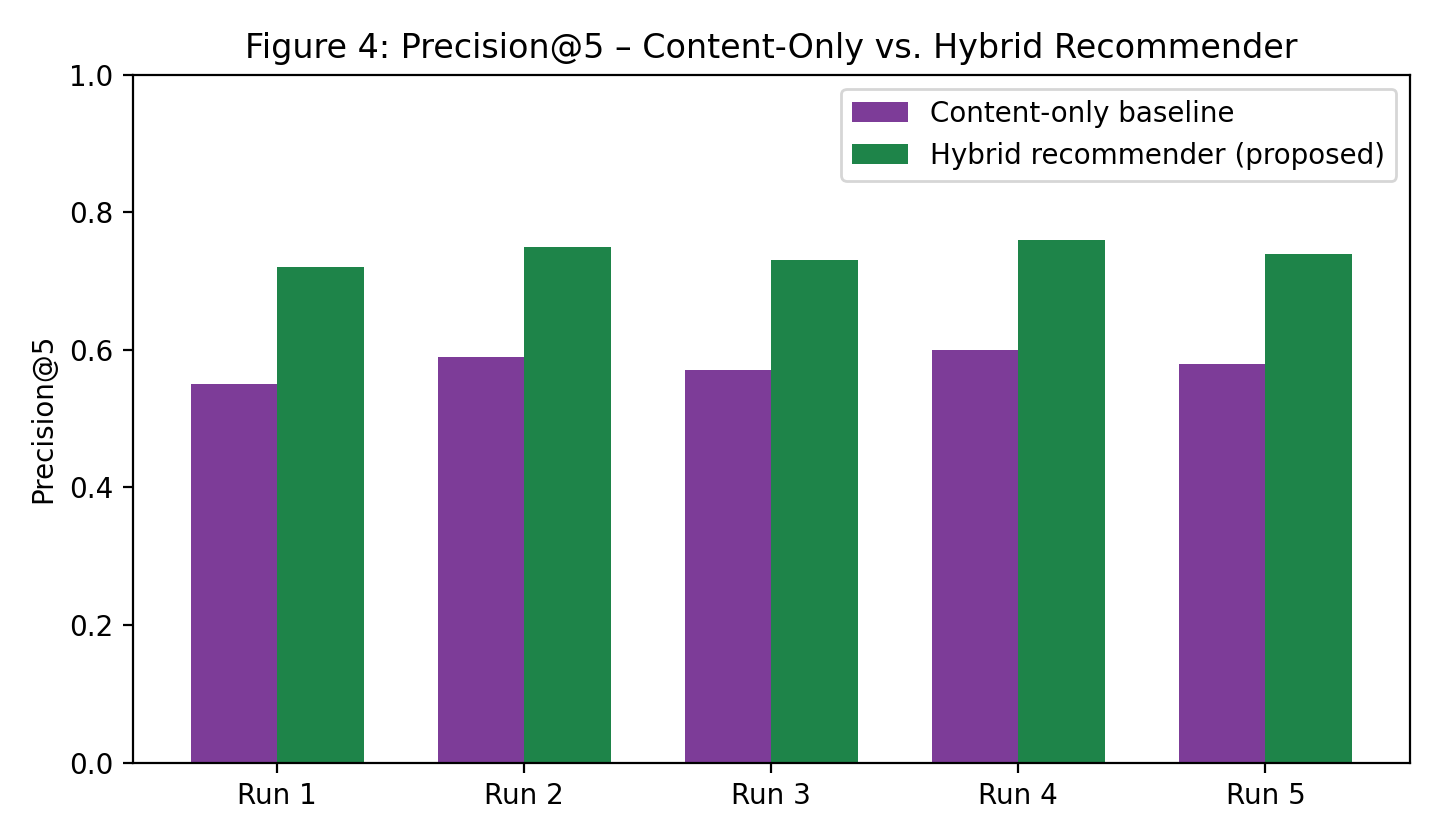 Figure 4: Precision@5 – Content-Only vs. Hybrid Recommender
Content-only baseline
Hybrid recommender (proposed)
Precision@5
1.0
0.8
0.6
0.4
0.2
0.0
Run 1 Run 2 Run 3 Run 4 Run 5